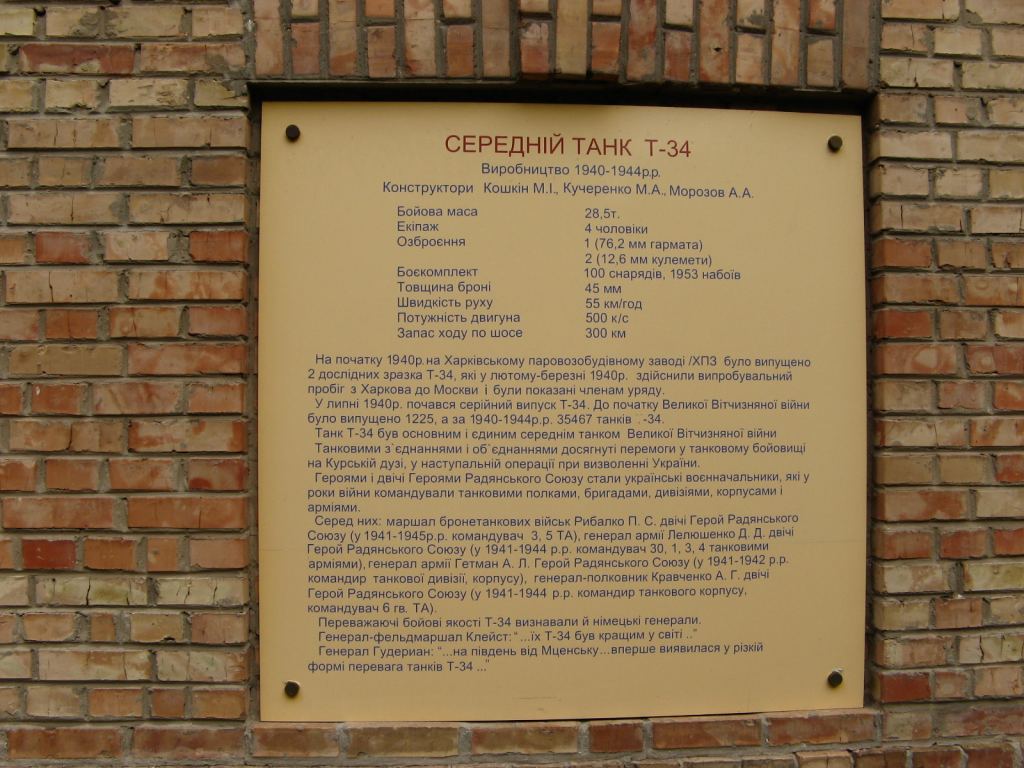 СЕРЕДНІЙ ТАНК Т-34
Виробництво 1940-1944р.р.
Конструктори Кошкін М.І., Кучеренко М.А., Морозов А.А.
Бойова маса 28,5т.
Екіпаж 4 чоловіки
Озброєння 1 (76,2 мм гармата)
2 (12,6 мм кулемети)
Боєкомплект 100 снарядів, 1953 набоїв
Товщина броні 45 мм
Швидкість руху 55 км/год
Потужність двигуна 500 к/с
Запас ходу по шосе 300 км
На початку 1940р.на Харківському паровозобудівному заводі /ХПЗ було випущено
2 дослідних зразка Т-34, які у лютому-березні 1940р. здійснили випробувальний
пробіг з Харкова до Москви і були показані членам уряду.
У липні 1940р. почався серійний випуск Т-34. До початку Великої Вітчизняної війни
було випущено 1225, а за 1940-1944р.р. 35467 танків . -34.
Танк Т-34 був основним і єдиним середнім танком Великої Вітчизняної війни
Танковими з`єднаннями і об`єднаннями досягнуті перемоги у танковому бойовищі
на Курській дузі, у наступальній операції при визволенні України.
Героями і двічі Героями Радянського Союзу стали українські воєнначальники, які у
роки війни командували танковими полками, бригадами, дивізіями, корпусами і
арміями.
Серед них: маршал бронетанкових військ Рибалко П. С. двічі Герой Радянського
Союзу (у 1941-1945р.р. командувач 3, 5 ТА), генерал армії Лелюшенко Д. Д. двічі
Герой Радянського Союзу (у 1941-1944 р.р. командувач 30, 1, 3, 4 танковими
арміями), генерал армії Гетман А. Л. Герой Радянського Союзу (у 1941-1942 р.р.
командир танкової дивізії, корпусу), генерал-полковник Кравченко А. Г. двічі
Герой Радянського Союзу (у 1941-1944 р.р. командир танкового корпусу,
командувач 6 гв. ТА).
Переважаючі бойові якості Т-34 визнавали й німецькі генерали.
Генерал-фельдмаршал Клейст: “...їх Т-34 був кращим у світі ..”
Генерал Гудериан: “...на південь від Мценську...вперше виявилася у різкій
формі перевага танків Т-34 ...”